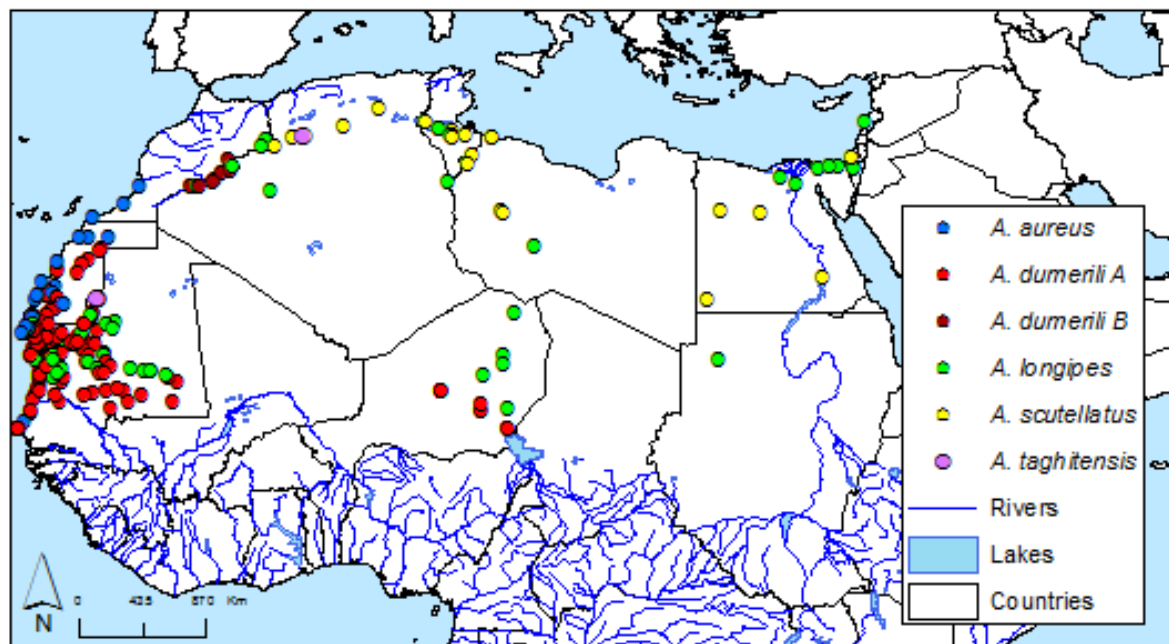 A. aureus
A. dumerili A
A. dumerili B
A. longipes
A. scutellatus
A. taghitensis
Rivers
Lakes
Countries
N
0 435 870 Km